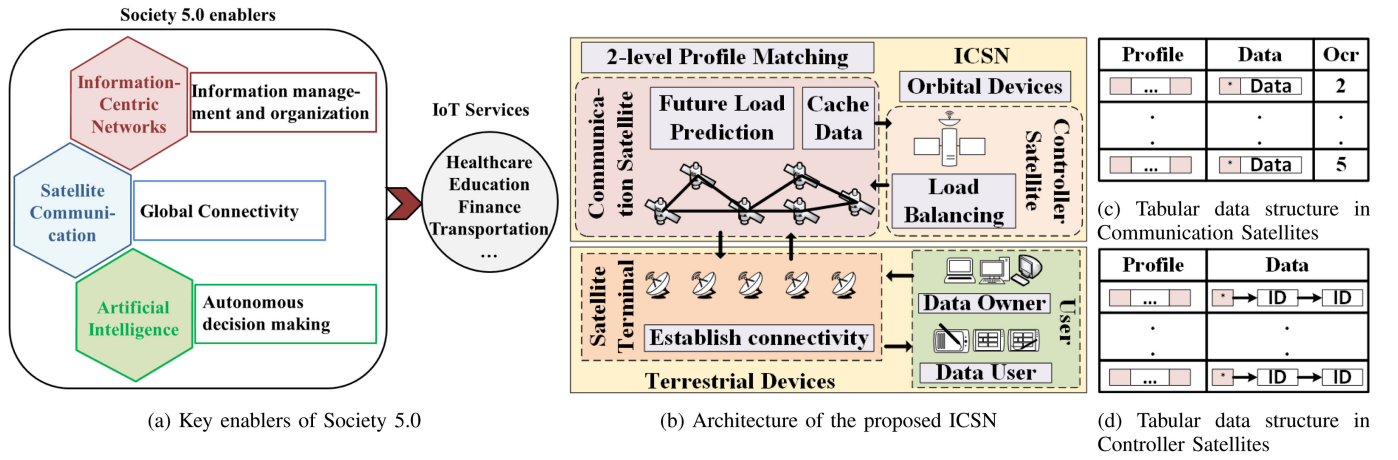 Society 5.0 enablers
Information-
Centric
Networks
Information manage-
ment and organization
Satellite
Communi-
cation
Global Connectivity
Artificial
Intelligence
Autonomous
decision making
IoT Services
Healthcare
Education
Finance
Transportation
...
(a) Key enablers of Society 5.0
2-level Profile Matching
ICSN
Orbital Devices
Communica-
tion Satellite
Future Load
Prediction
Cache
Data
Controller
Satellite
Load
Balancing
Satellite
Terminal
Establish connectivity
Terrestrial Devices
Data Owner
User
Data User
(b) Architecture of the proposed ICSN
Profile Data Ocr
... * Data 2
. . .
. . .
... * Data 5
(c) Tabular data structure in
Communication Satellites
Profile Data
... * ID ID
. .
. .
... * ID ID
(d) Tabular data structure in
Controller Satellites